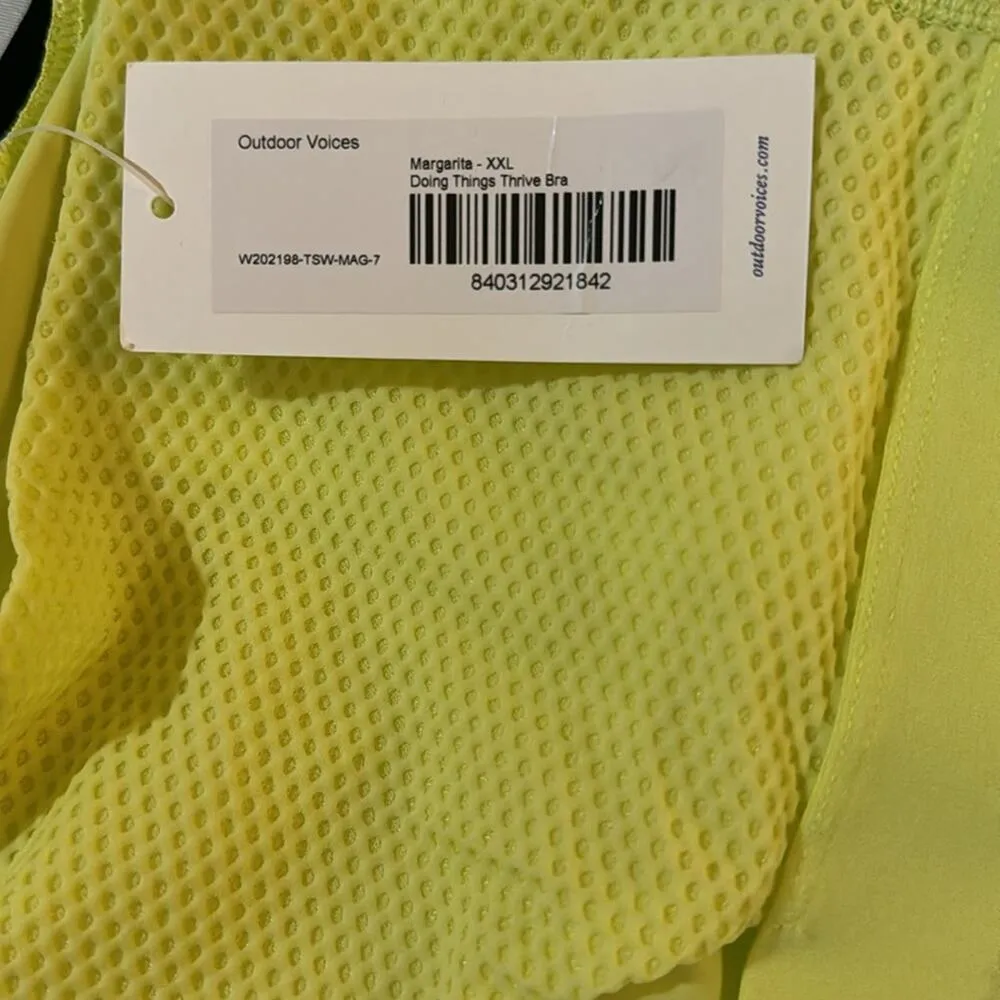 Outdoor Voices
Margarita - XXL
Doing Things Thrive Bra
W202198-TSW-MAG-7
840312921842
outdoorvoices.com